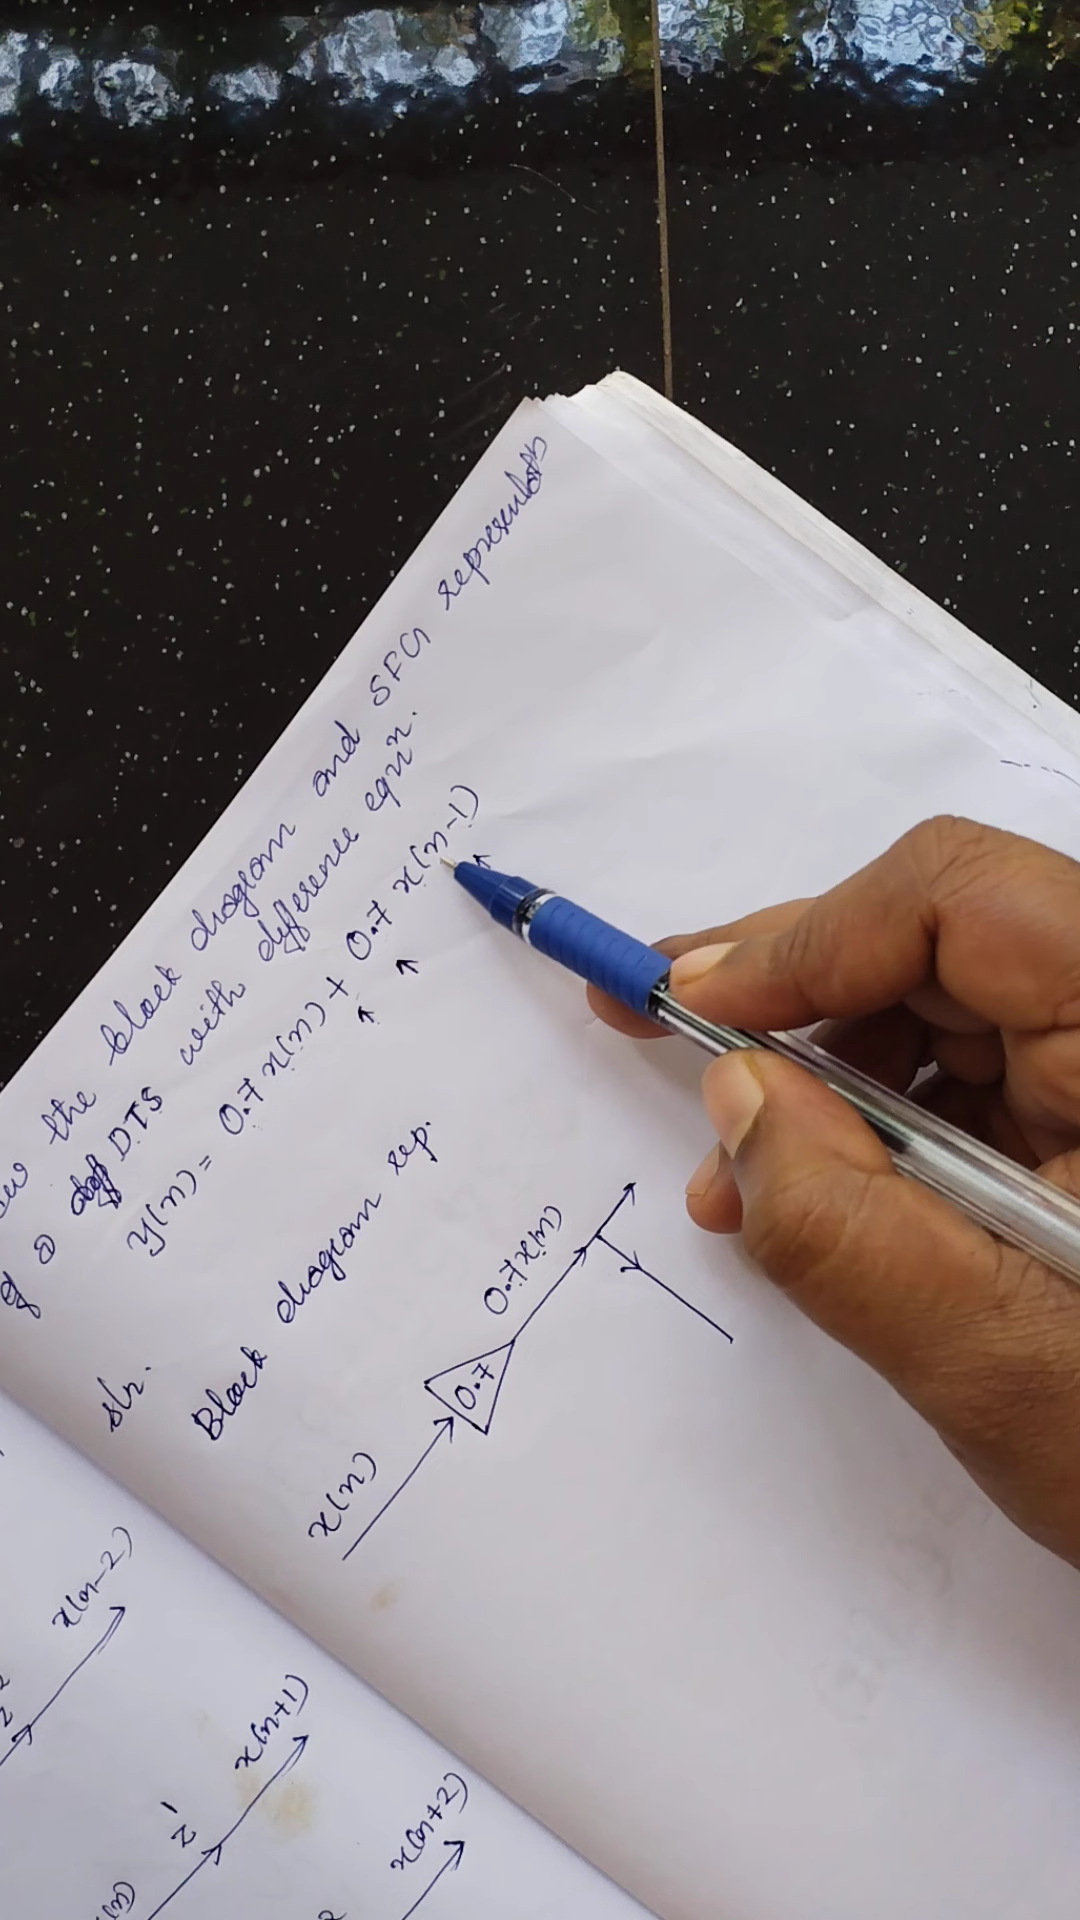 the block diagram and SFG
of a DTS with difference eqn.
y(n) = 0.7 x(n) + 0.7 x(n-1)
sln.
Block diagram rep.
x(n)
0.7
0.7x(n)
x(n-2)
z
x(n+1)
x(n+2)